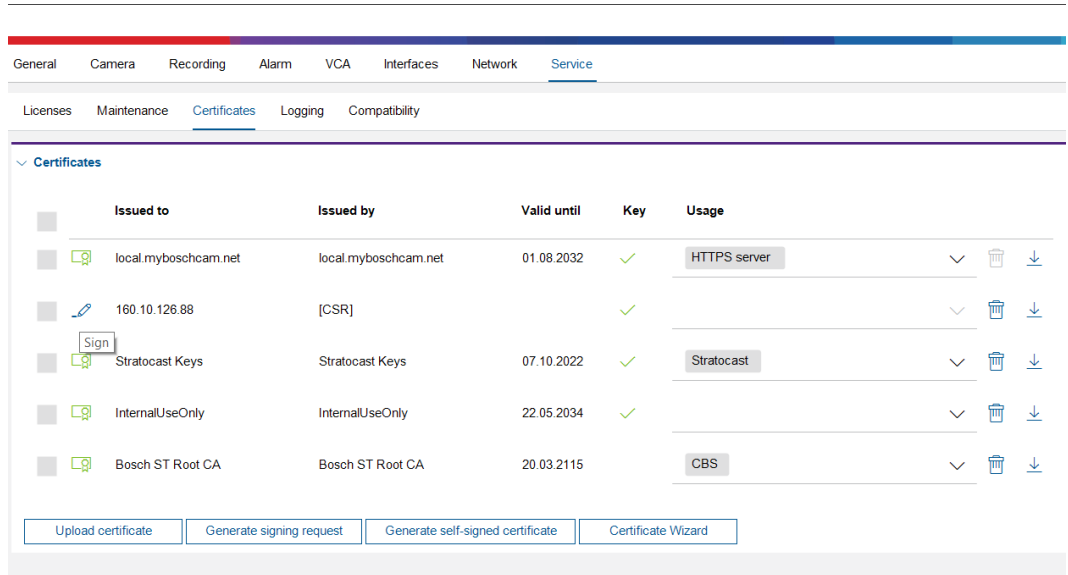 General Camera Recording Alarm VCA Interfaces Network Service
Licenses Maintenance Certificates Logging Compatibility
Certificates
Issued to Issued by Valid until Key Usage
local.myboschcam.net local.myboschcam.net 01.08.2032 HTTPS server
160.10.126.88 [CSR]
Sign
Stratocast Keys Stratocast Keys 07.10.2022 Stratocast
InternalUseOnly InternalUseOnly 22.05.2034
Bosch ST Root CA Bosch ST Root CA 20.03.2115 CBS
Upload certificate Generate signing request Generate self-signed certificate Certificate Wizard